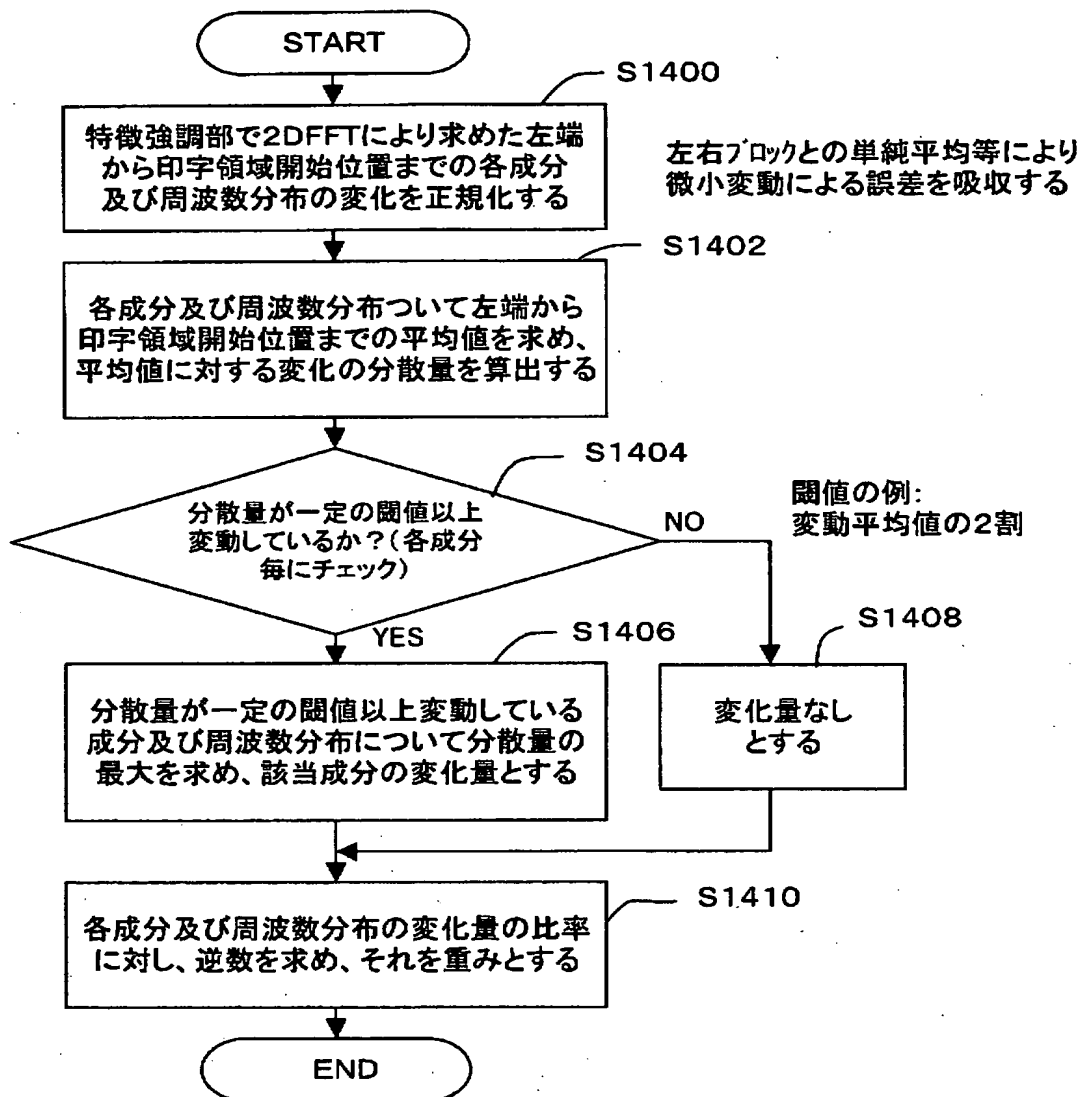 START
S1400
特徴強調部で2DFFTにより求めた左端
から印字領域開始位置までの各成分
及び周波数分布の変化を正規化する
左右ブロックとの単純平均等により
微小変動による誤差を吸収する
S1402
各成分及び周波数分布ついて左端から
印字領域開始位置までの平均値を求め、
平均値に対する変化の分散量を算出する
S1404
分散量が一定の閾値以上
変動しているか？（各成分
毎にチェック）
NO
閾値の例：
変動平均値の2割
YES
S1406
分散量が一定の閾値以上変動している
成分及び周波数分布について分散量の
最大を求め、該当成分の変化量とする
S1408
変化量なし
とする
S1410
各成分及び周波数分布の変化量の比率
に対し、逆数を求め、それを重みとする
END